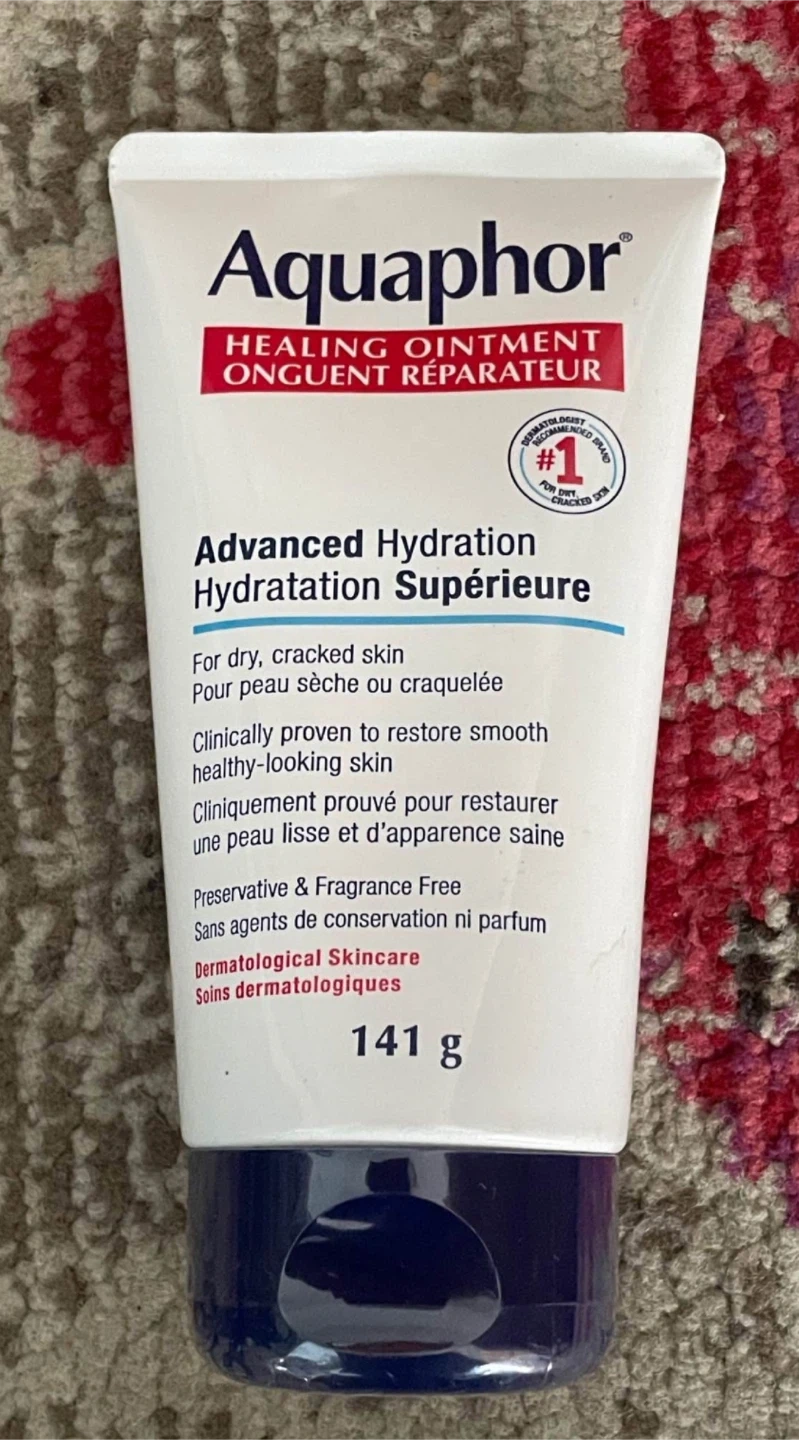 Aquaphor®
HEALING OINTMENT
ONGUENT RÉPARATEUR
DERMATOLOGIST
RECOMMENDED BRAND
#1
FOR DRY,
CRACKED SKIN
Advanced Hydration
Hydratation Supérieure
For dry, cracked skin
Pour peau sèche ou craquelée
Clinically proven to restore smooth
healthy-looking skin
Cliniquement prouvé pour restaurer
une peau lisse et d'apparence saine
Preservative & Fragrance Free
Sans agents de conservation ni parfum
Dermatological Skincare
Soins dermatologiques
141 g